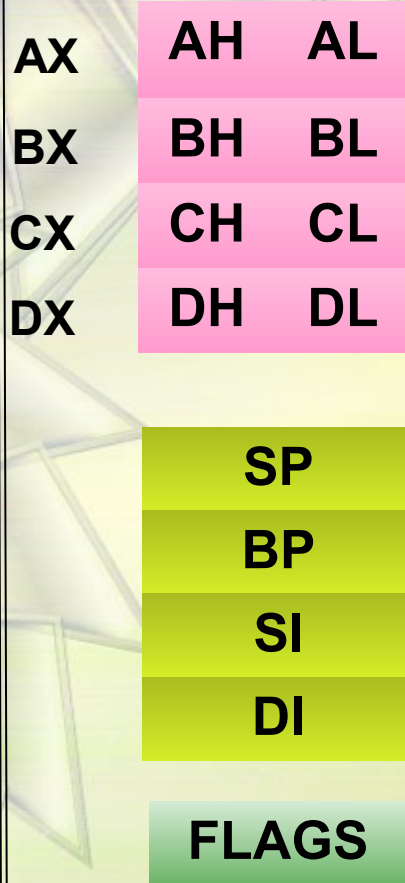 AX AH AL
BX BH BL
CX CH CL
DX DH DL
SP
BP
SI
DI
FLAGS